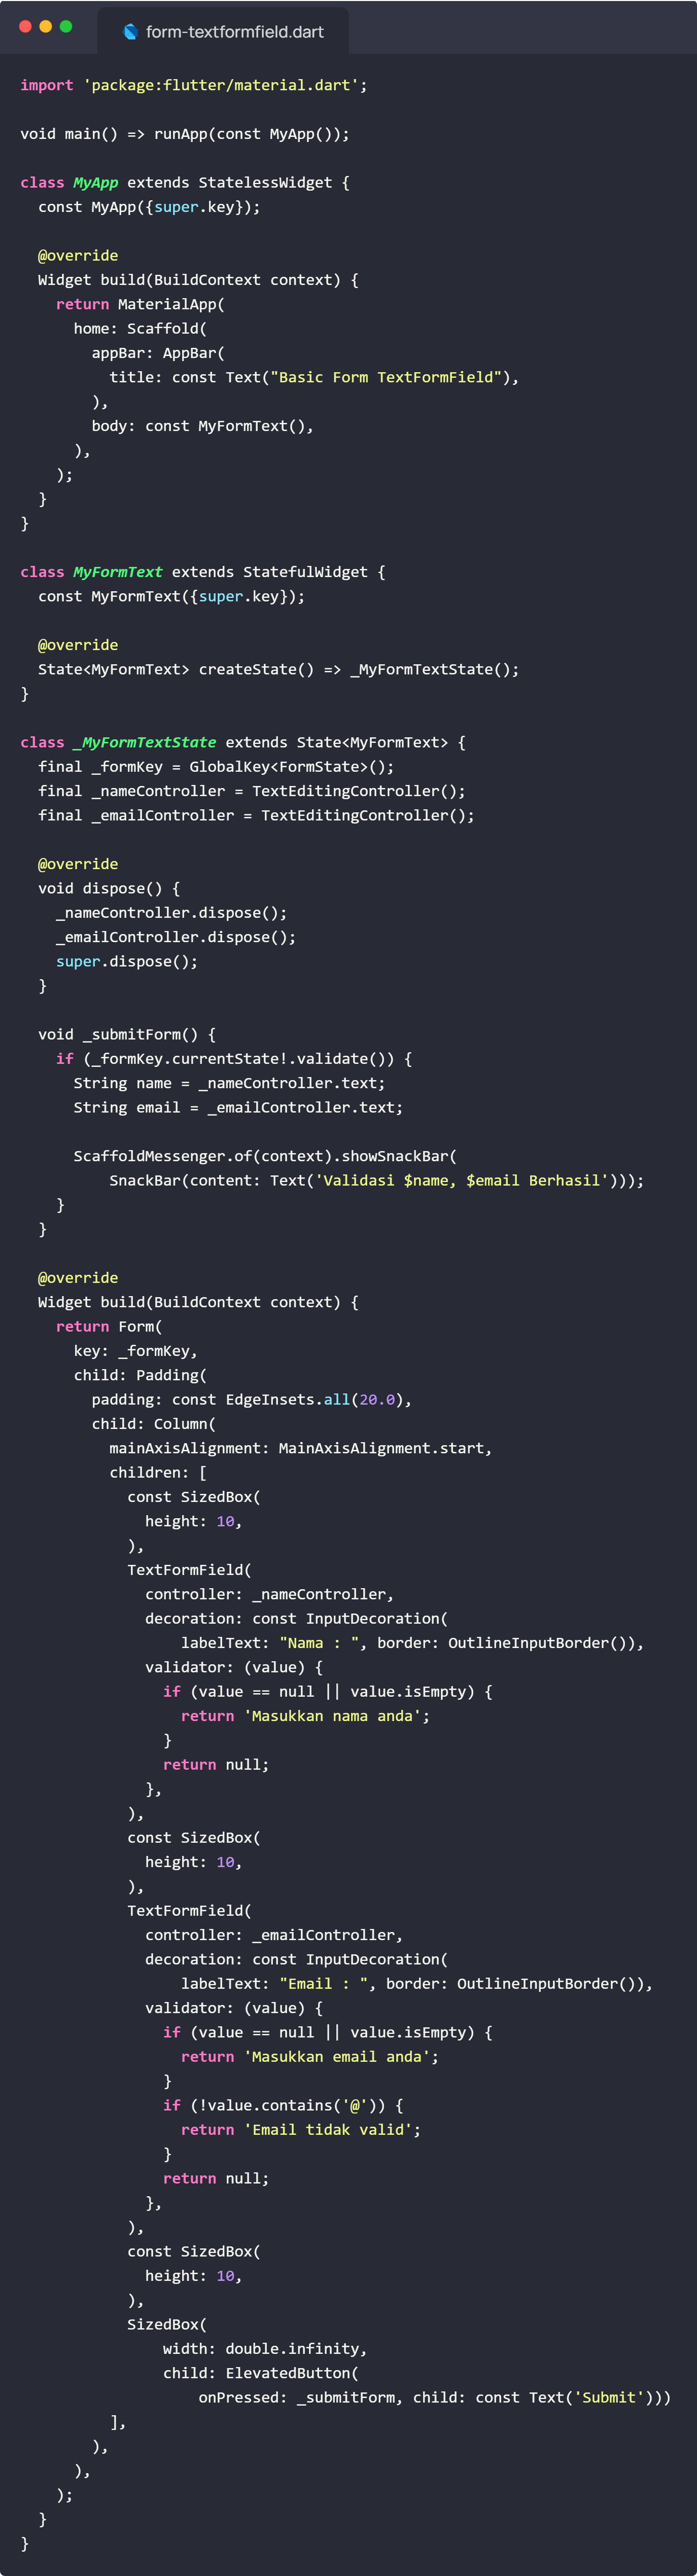 form-textformfield.dart
import 'package:flutter/material.dart';

void main() => runApp(const MyApp());

class MyApp extends StatelessWidget {
  const MyApp({super.key});

  @override
  Widget build(BuildContext context) {
    return MaterialApp(
      home: Scaffold(
        appBar: AppBar(
          title: const Text("Basic Form TextFormField"),
        ),
        body: const MyFormText(),
      ),
    );
  }
}

class MyFormText extends StatefulWidget {
  const MyFormText({super.key});

  @override
  State<MyFormText> createState() => _MyFormTextState();
}

class _MyFormTextState extends State<MyFormText> {
  final _formKey = GlobalKey<FormState>();
  final _nameController = TextEditingController();
  final _emailController = TextEditingController();

  @override
  void dispose() {
    _nameController.dispose();
    _emailController.dispose();
    super.dispose();
  }

  void _submitForm() {
    if (_formKey.currentState!.validate()) {
      String name = _nameController.text;
      String email = _emailController.text;

      ScaffoldMessenger.of(context).showSnackBar(
          SnackBar(content: Text('Validasi $name, $email Berhasil')));
    }
  }

  @override
  Widget build(BuildContext context) {
    return Form(
      key: _formKey,
      child: Padding(
        padding: const EdgeInsets.all(20.0),
        child: Column(
          mainAxisAlignment: MainAxisAlignment.start,
          children: [
            const SizedBox(
              height: 10,
            ),
            TextFormField(
              controller: _nameController,
              decoration: const InputDecoration(
                  labelText: "Nama : ", border: OutlineInputBorder()),
              validator: (value) {
                if (value == null || value.isEmpty) {
                  return 'Masukkan nama anda';
                }
                return null;
              },
            ),
            const SizedBox(
              height: 10,
            ),
            TextFormField(
              controller: _emailController,
              decoration: const InputDecoration(
                  labelText: "Email : ", border: OutlineInputBorder()),
              validator: (value) {
                if (value == null || value.isEmpty) {
                  return 'Masukkan email anda';
                }
                if (!value.contains('@')) {
                  return 'Email tidak valid';
                }
                return null;
              },
            ),
            const SizedBox(
              height: 10,
            ),
            SizedBox(
                width: double.infinity,
                child: ElevatedButton(
                    onPressed: _submitForm, child: const Text('Submit')))
          ],
        ),
      ),
    );
  }
}